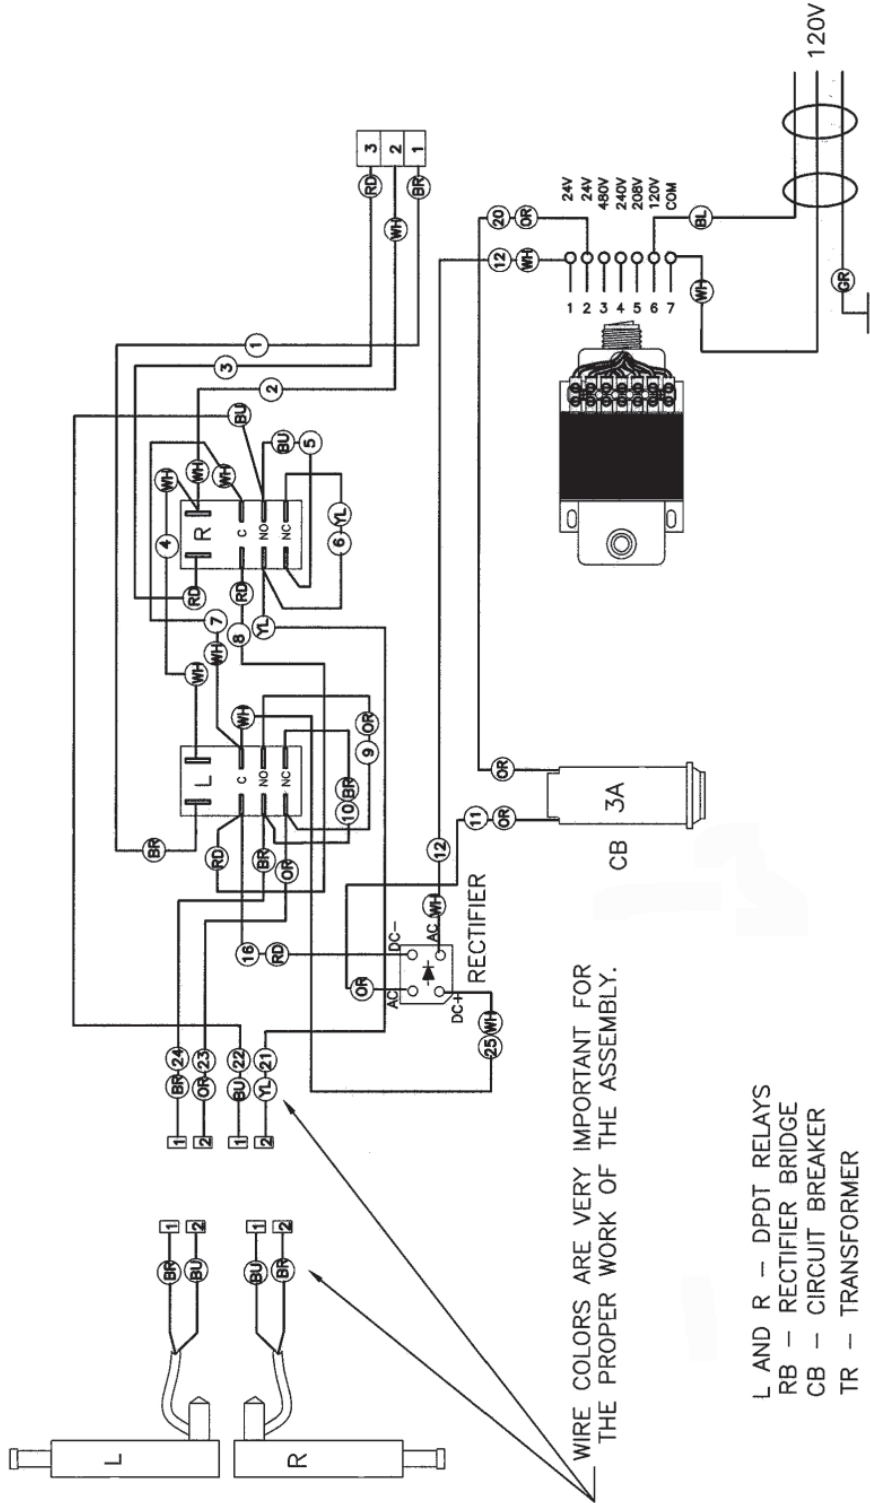 L
BR 1
BU 2
R
BU 1
BR 2
1 BR 24
2 OR 23
1 BU 22
2 YL 21
BR
L
WH
4
WH
RD
C
WH
7
WH
BR
NO
WH
OR
NC
10 BR
9 OR
RD
R
WH
BU
RD
8
C
WH
YL
NO
BU
5
NC
6 YL
1
3
2
RD 3
WH 2
BR 1
16
RD
DC-
AC
OR
AC
WH
12
DC+
25 WH
RECTIFIER
11
OR
OR
3A
CB
12
WH
20
OR
1 24V
2 24V
3 480V
4 240V
5 208V
6 120V
7 COM
BL
WH
GR
120V
WIRE COLORS ARE VERY IMPORTANT FOR
THE PROPER WORK OF THE ASSEMBLY.
L AND R – DPDT RELAYS
RB – RECTIFIER BRIDGE
CB – CIRCUIT BREAKER
TR – TRANSFORMER